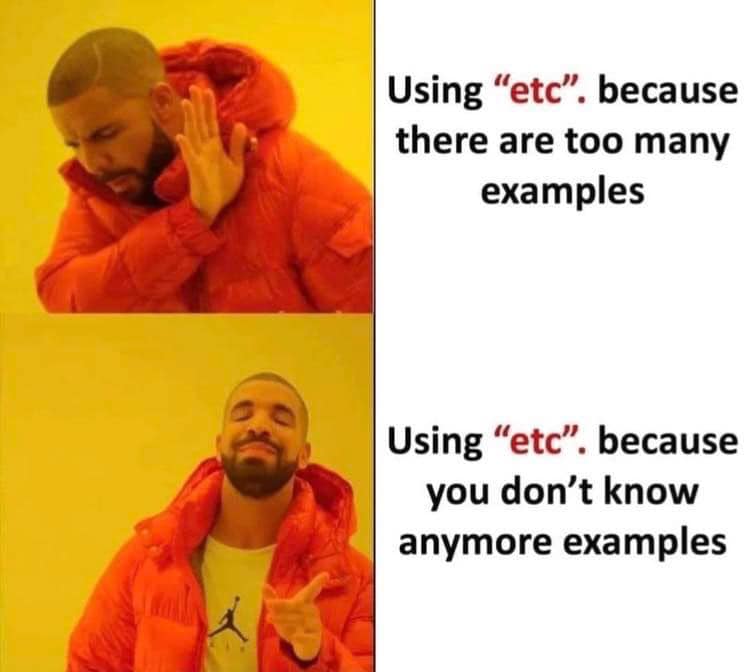 Using “etc”. because
there are too many
examples
Using “etc”. because
you don’t know
anymore examples